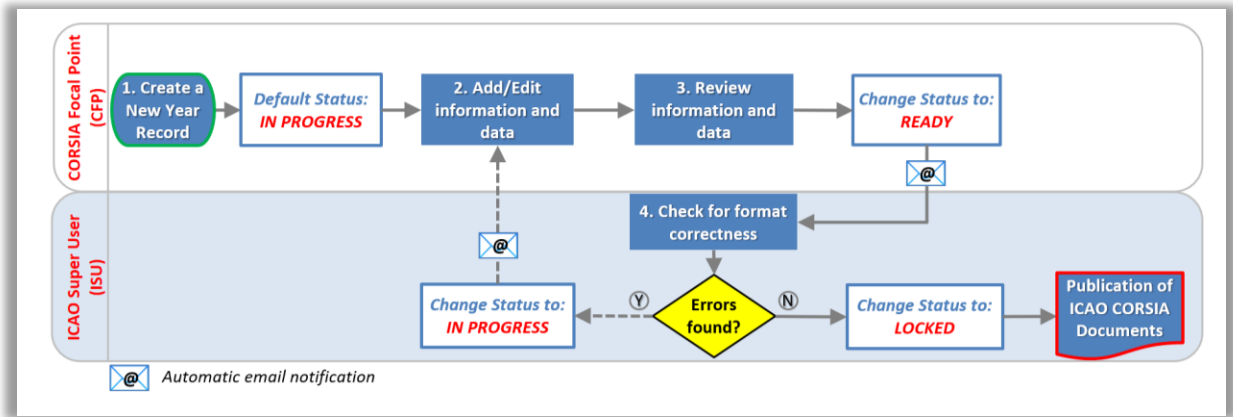 CORSIA Focal Point
(CFP)
1. Create a
New Year
Record
Default Status:
IN PROGRESS
2. Add/Edit
information and
data
3. Review
information and
data
Change Status to:
READY
@
ICAO Super User
(ISU)
4. Check for format
correctness
@
Change Status to:
IN PROGRESS
Y
Errors
found?
N
Change Status to:
LOCKED
Publication of
ICAO CORSIA
Documents
@ Automatic email notification